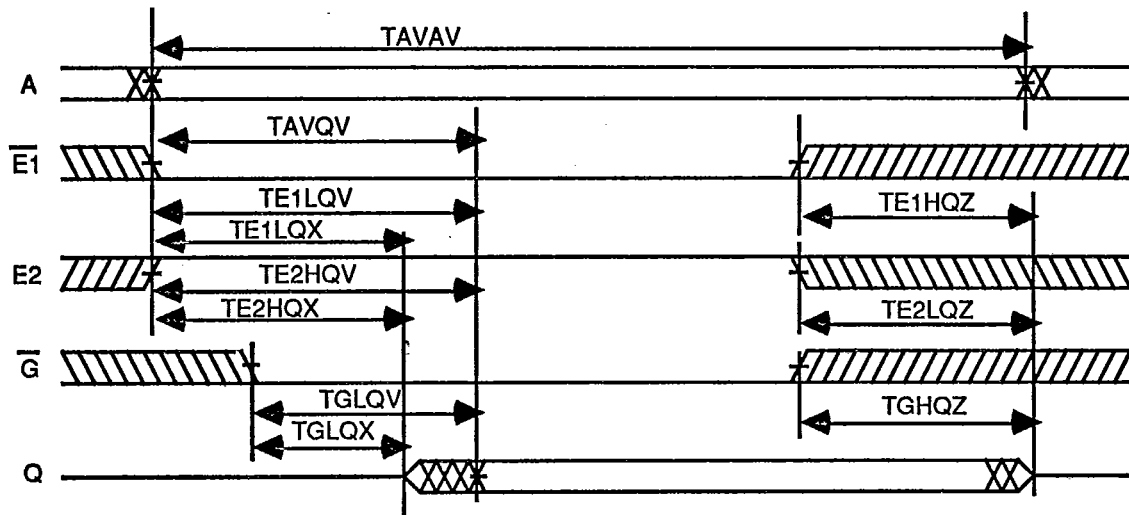 TAVAV
A
TAVQV
E1
TE1LQV
TE1HQZ
TE1LQX
E2
TE2HQV
TE2HQX
TE2LQZ
G
TGLQV
TGHQZ
TGLQX
Q